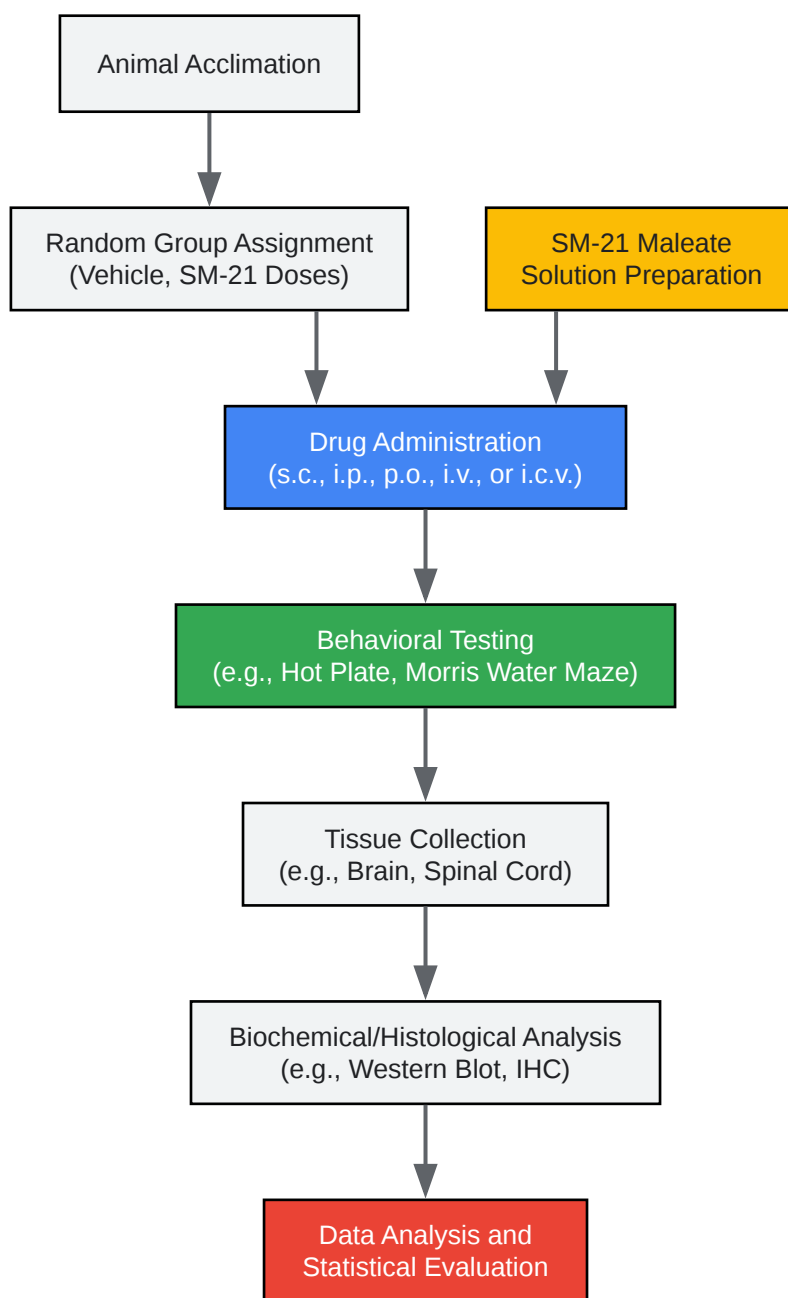 Animal Acclimation
Random Group Assignment
(Vehicle, SM-21 Doses)
SM-21 Maleate
Solution Preparation
Drug Administration
(s.c., i.p., p.o., i.v., or i.c.v.)
Behavioral Testing
(e.g., Hot Plate, Morris Water Maze)
Tissue Collection
(e.g., Brain, Spinal Cord)
Biochemical/Histological Analysis
(e.g., Western Blot, IHC)
Data Analysis and
Statistical Evaluation